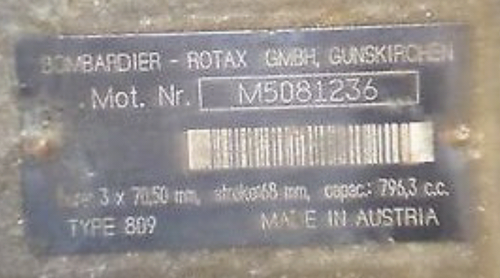 BOMBARDIER - ROTAX GMBH, GUNSKIRCHEN
Mot. Nr. M5081236
3 x 70,50 mm, stroke:68 mm, capac.: 796,3 c.c.
TYPE 809 MADE IN AUSTRIA